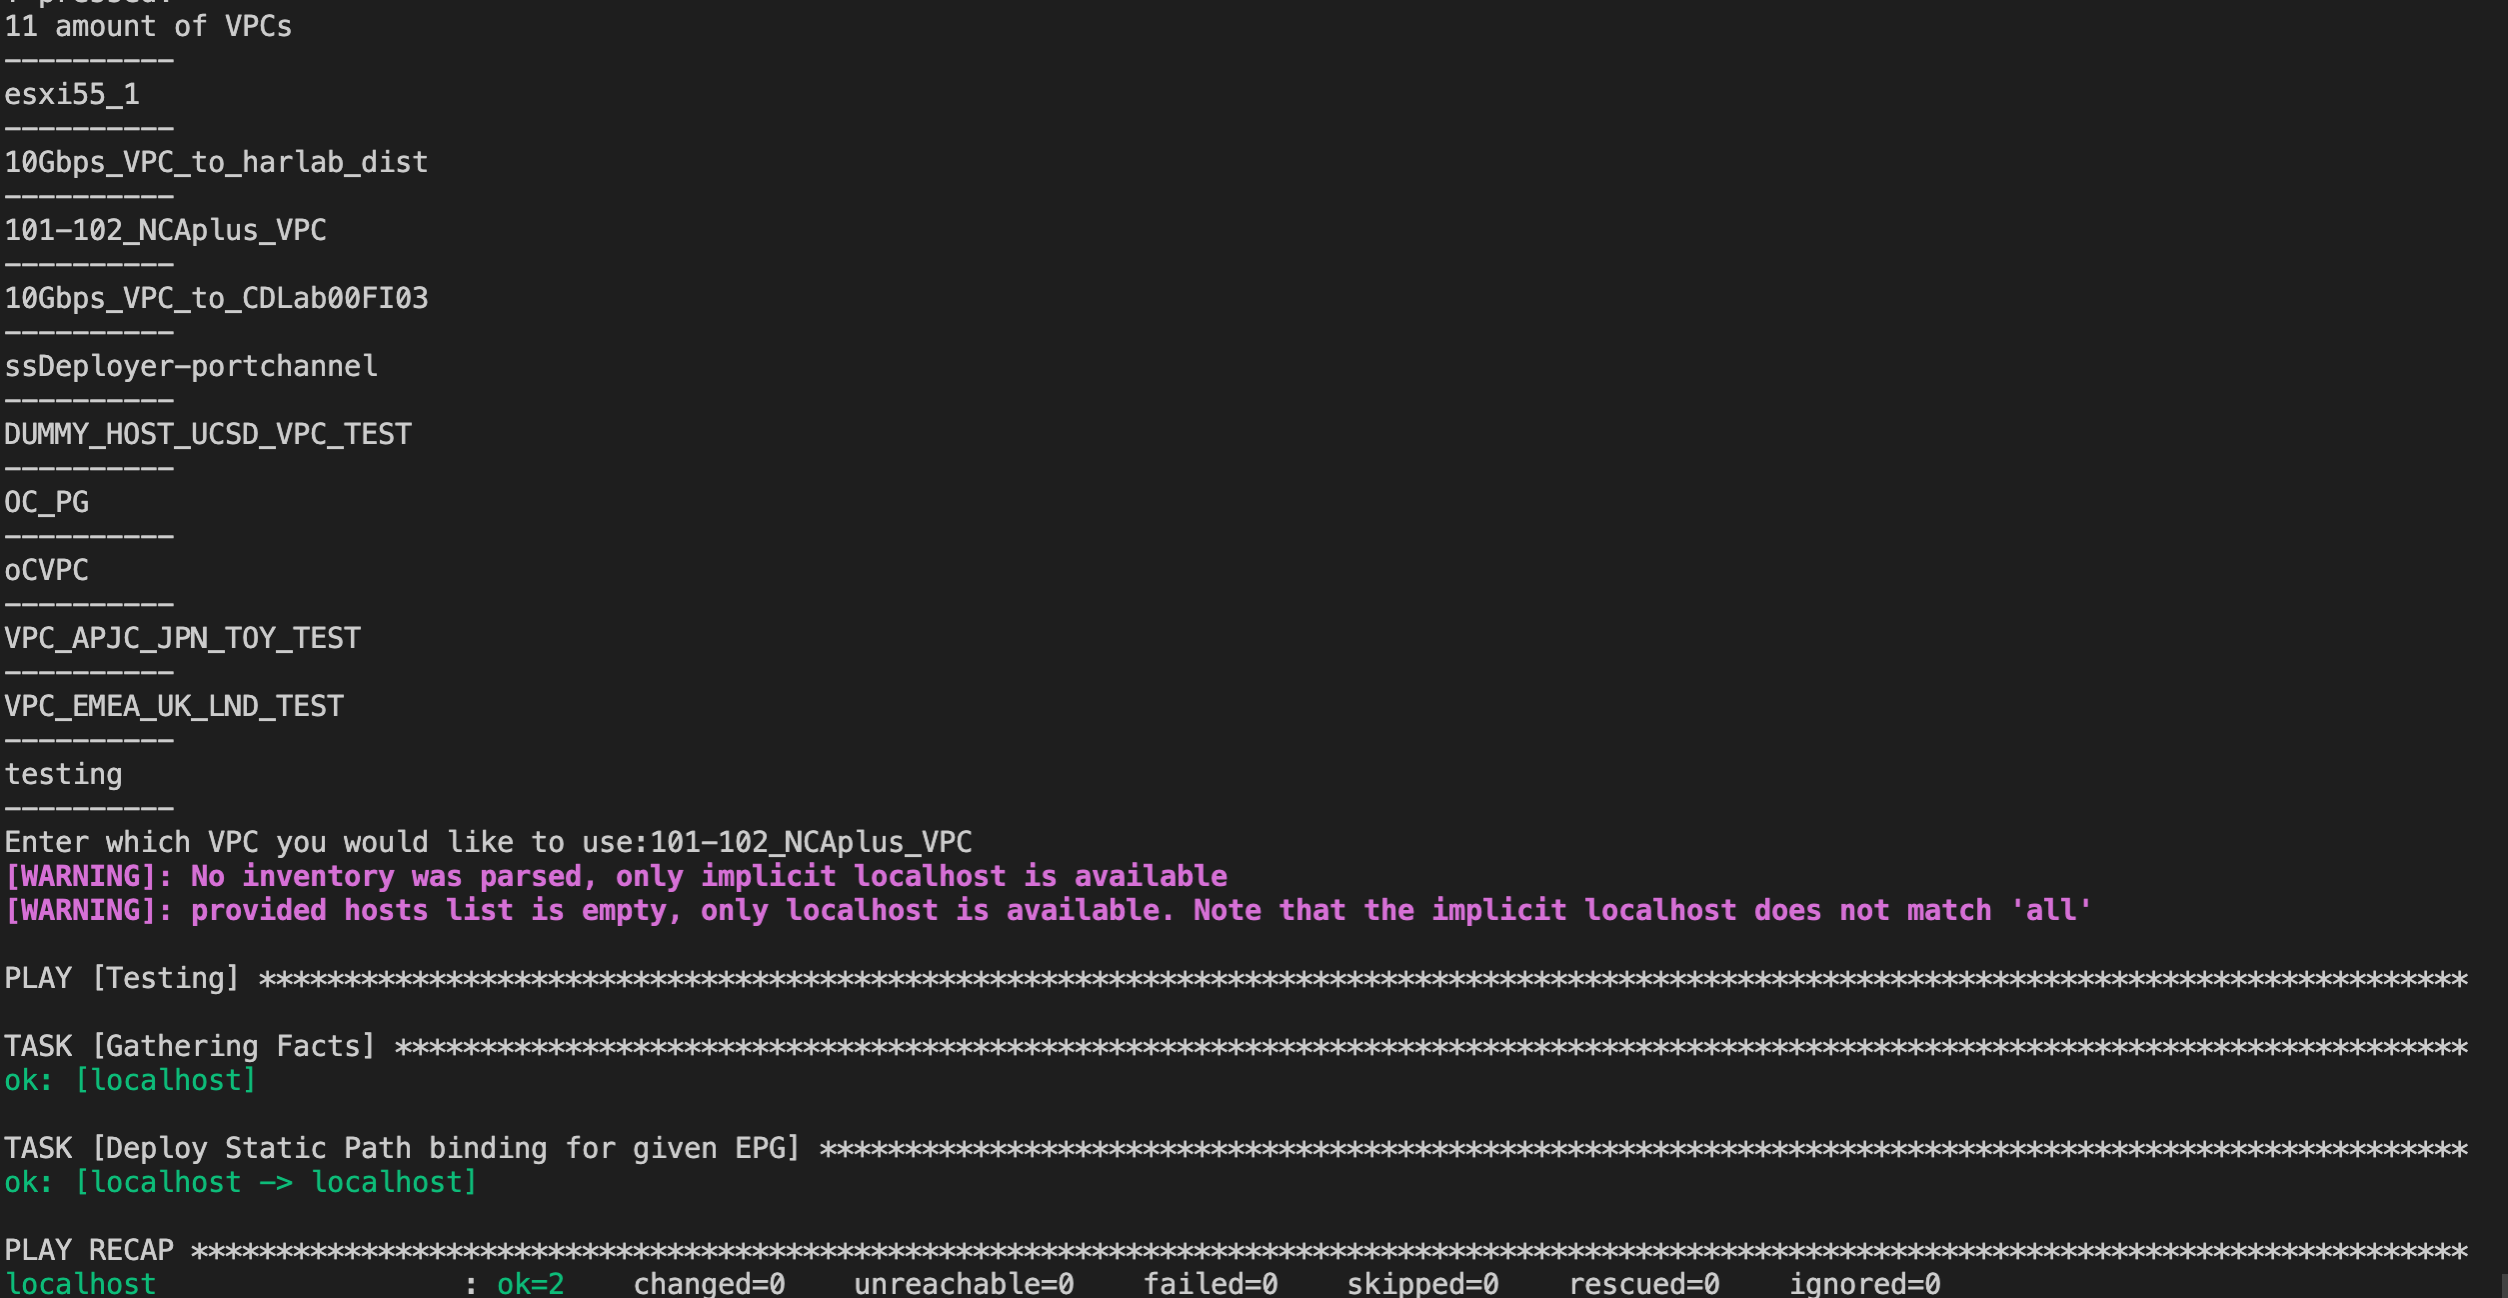 pressed.
11 amount of VPCs
----------
esxi55_1
----------
10Gbps_VPC_to_harlab_dist
----------
101-102_NCAplus_VPC
----------
10Gbps_VPC_to_CDLab00FI03
----------
ssDeployer-portchannel
----------
DUMMY_HOST_UCSD_VPC_TEST
----------
OC_PG
----------
oCVPC
----------
VPC_APJC_JPN_TOY_TEST
----------
VPC_EMEA_UK_LND_TEST
----------
testing
----------
Enter which VPC you would like to use:101-102_NCAplus_VPC
[WARNING]: No inventory was parsed, only implicit localhost is available
[WARNING]: provided hosts list is empty, only localhost is available. Note that the implicit localhost does not match 'all'
PLAY [Testing] **********************************************************************************************************************************
TASK [Gathering Facts] **************************************************************************************************************************
ok: [localhost]
TASK [Deploy Static Path binding for given EPG] *************************************************************************************************
ok: [localhost -> localhost]
PLAY RECAP **************************************************************************************************************************************
localhost : ok=2 changed=0 unreachable=0 failed=0 skipped=0 rescued=0 ignored=0